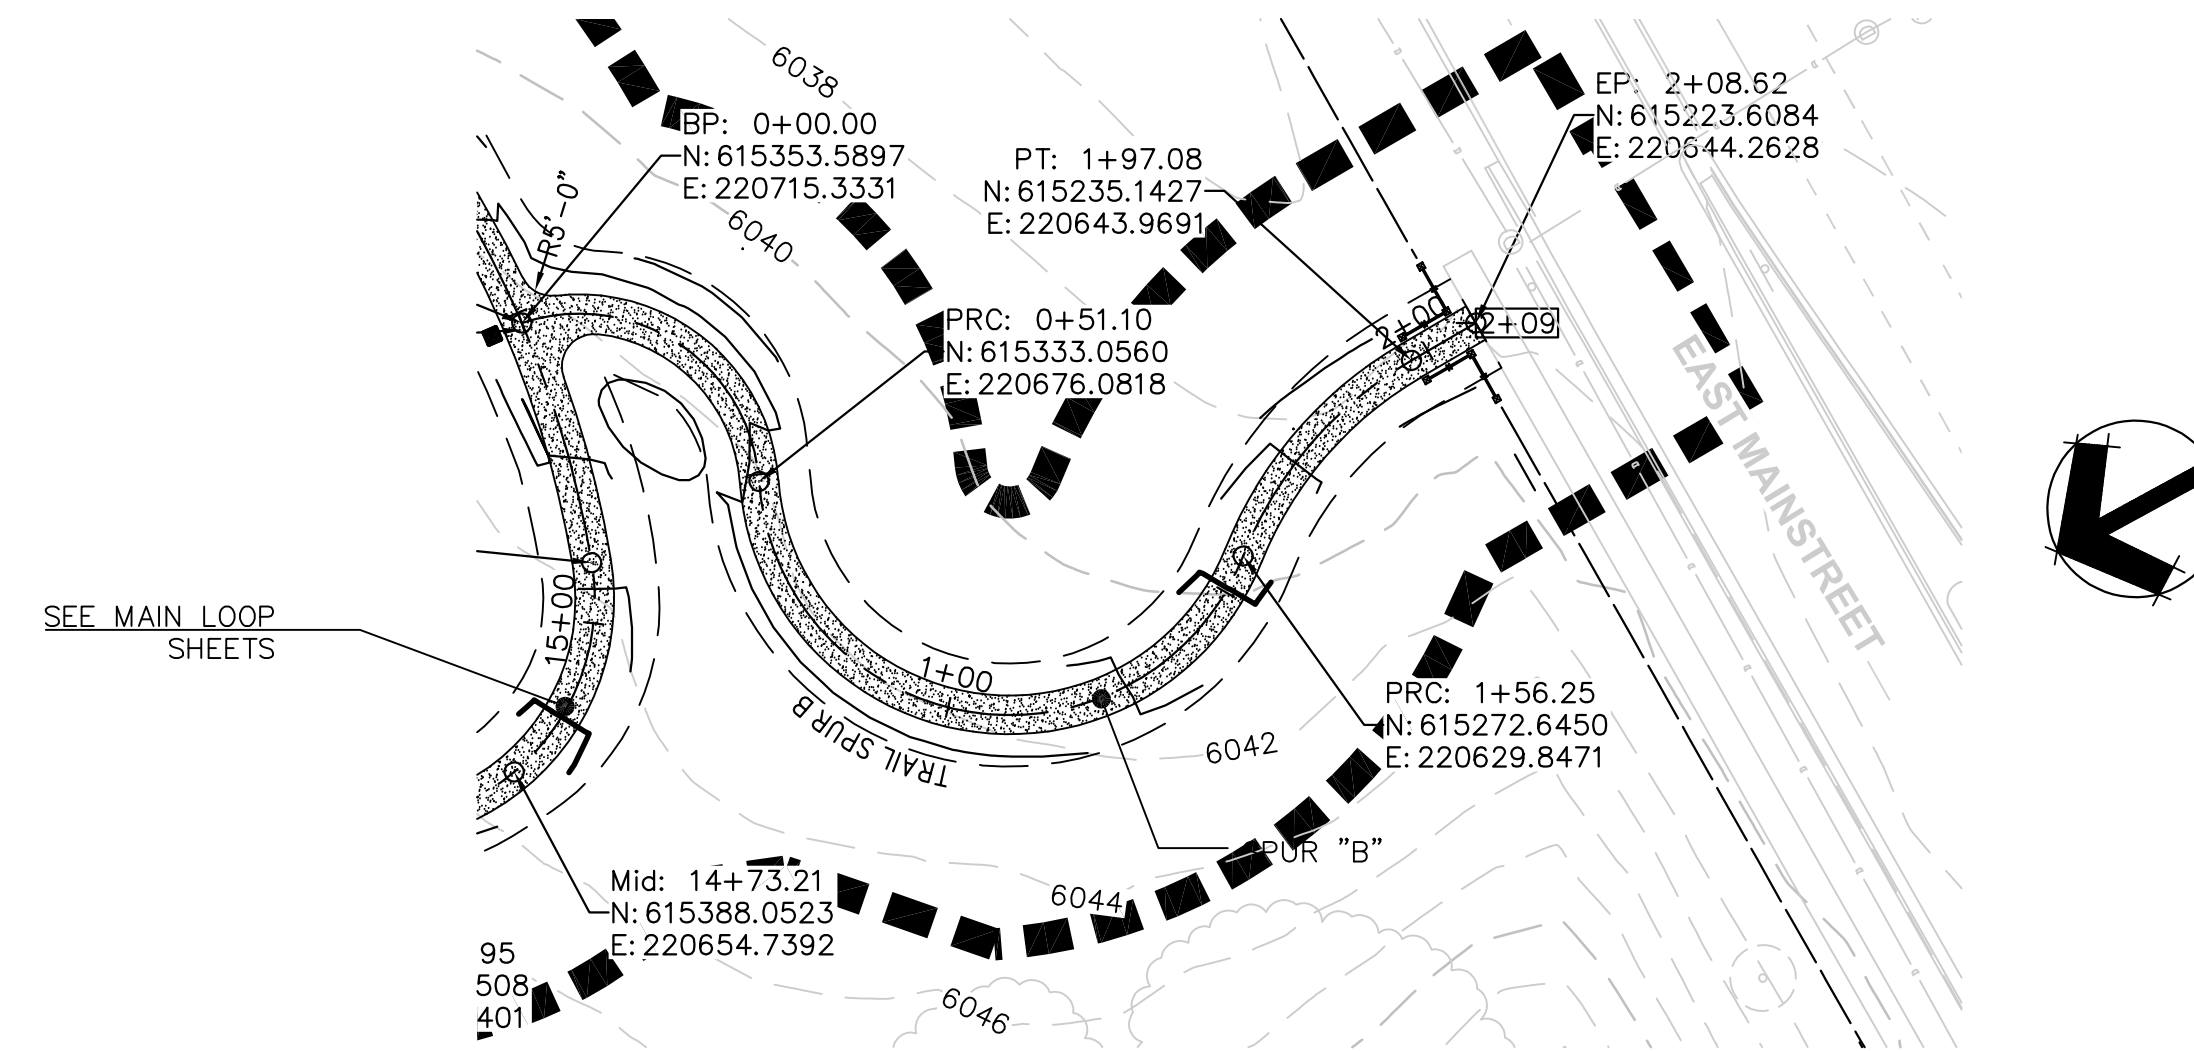 6038
BP: 0+00.00
N: 615353.5897
E: 220715.3331
EP: 2+08.62
N: 615223.6084
E: 220644.2628
PT: 1+97.08
N: 615235.1427
E: 220643.9691
R5'-0"
6040
PRC: 0+51.10
N: 615333.0560
E: 220676.0818
2+00
2+09
EAST MAINSTREET
SEE MAIN LOOP
SHEETS
15+00
1+00
TRAIL SPUR B
PRC: 1+56.25
N: 615272.6450
E: 220629.8471
6042
PUR "B"
Mid: 14+73.21
N: 615388.0523
E: 220654.7392
6044
95
508
401
6046